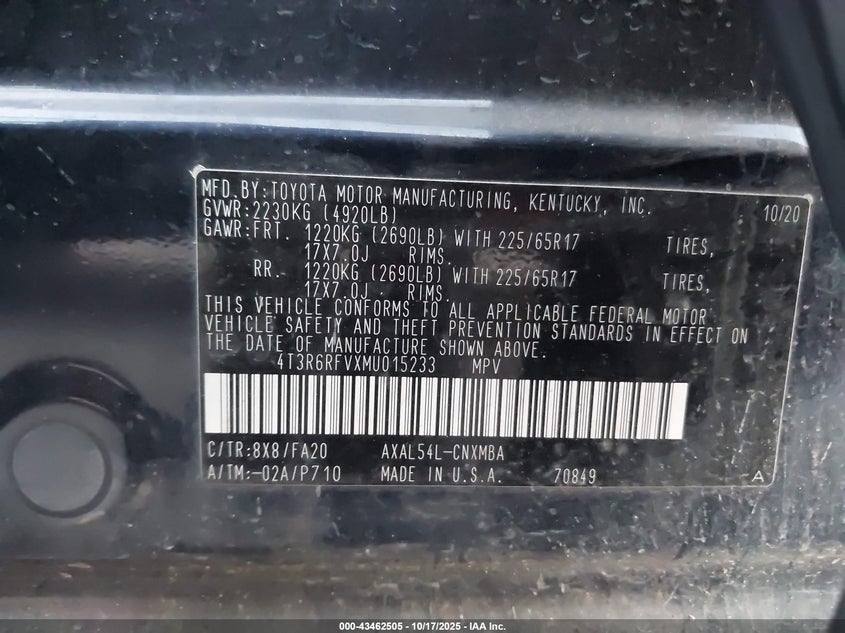 MFD.BY:TOYOTA MOTOR MANUFACTURING, KENTUCKY, INC. 10/20
GVWR:2230KG (4920LB)
GAWR:FRT. 1220KG (2690LB) WITH 225/65R17 TIRES,
17X7.0J RIMS.
RR. 1220KG (2690LB) WITH 225/65R17 TIRES,
17X7.0J RIMS.
THIS VEHICLE CONFORMS TO ALL APPLICABLE FEDERAL MOTOR
VEHICLE SAFETY AND THEFT PREVENTION STANDARDS IN EFFECT ON
THE DATE OF MANUFACTURE SHOWN ABOVE.
4T3R6RFVXMU015233 MPV
C/TR:8X8/FA20 AXAL54L-CNXMBA
A/TM:-02A/P710 MADE IN U.S.A. 70849 A
000-43462505 - 10/17/2025 - IAA Inc.